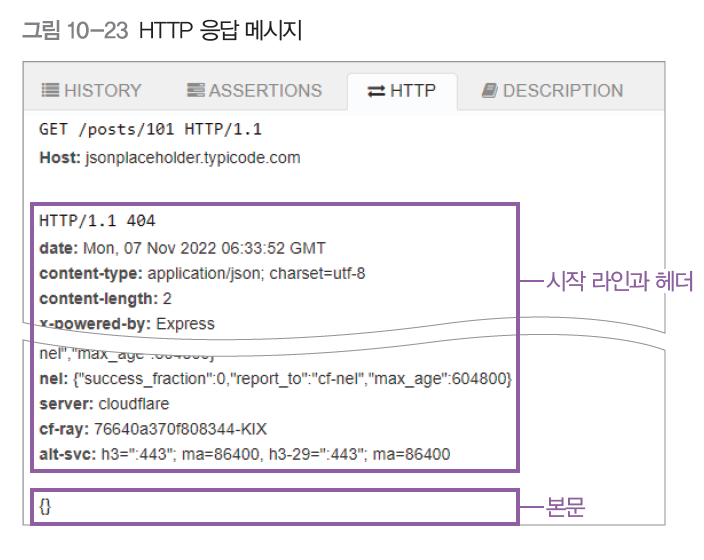 그림 10-23 HTTP 응답 메시지
HISTORY ASSERTIONS HTTP DESCRIPTION
GET /posts/101 HTTP/1.1
Host: jsonplaceholder.typicode.com
HTTP/1.1 404
date: Mon, 07 Nov 2022 06:33:52 GMT
content-type: application/json; charset=utf-8
시작 라인과 헤더
content-length: 2
x-powered-by: Express
nel","max_age":604800}
nel: {"success_fraction":0,"report_to":"cf-nel","max_age":604800}
server: cloudflare
cf-ray: 76640a370f808344-KIX
alt-svc: h3=":443"; ma=86400, h3-29=":443"; ma=86400
{}
본문